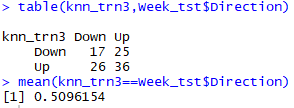 > table(knn_trn3,Week_tst$Direction)
knn_trn3 Down Up
Down 17 25
Up 26 36
> mean(knn_trn3==Week_tst$Direction)
[1] 0.5096154